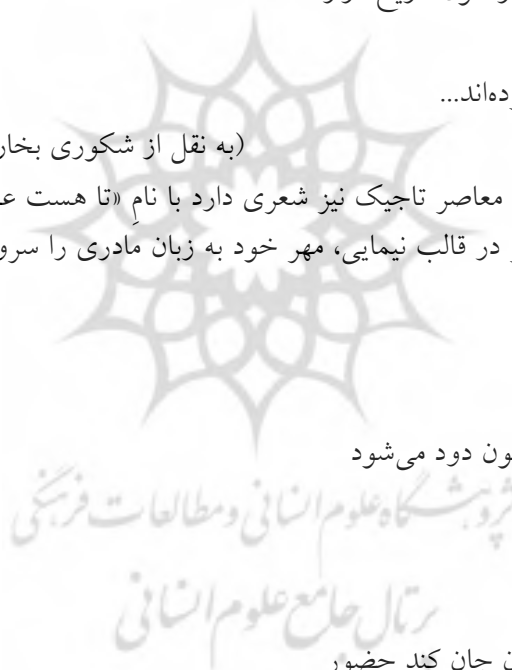 ده‌اند...
(به نقل از شکوری بخار
معاصر تاجیک نیز شعری دارد با نامِ «تا هست ع
در قالب نیمایی، مهر خود به زبان مادری را سرو
ون دود می‌شود
پژوهشگاه علوم انسانی و مطالعات فرهنگی
پرتال جامع علوم انسانی
ن جان کند حضور